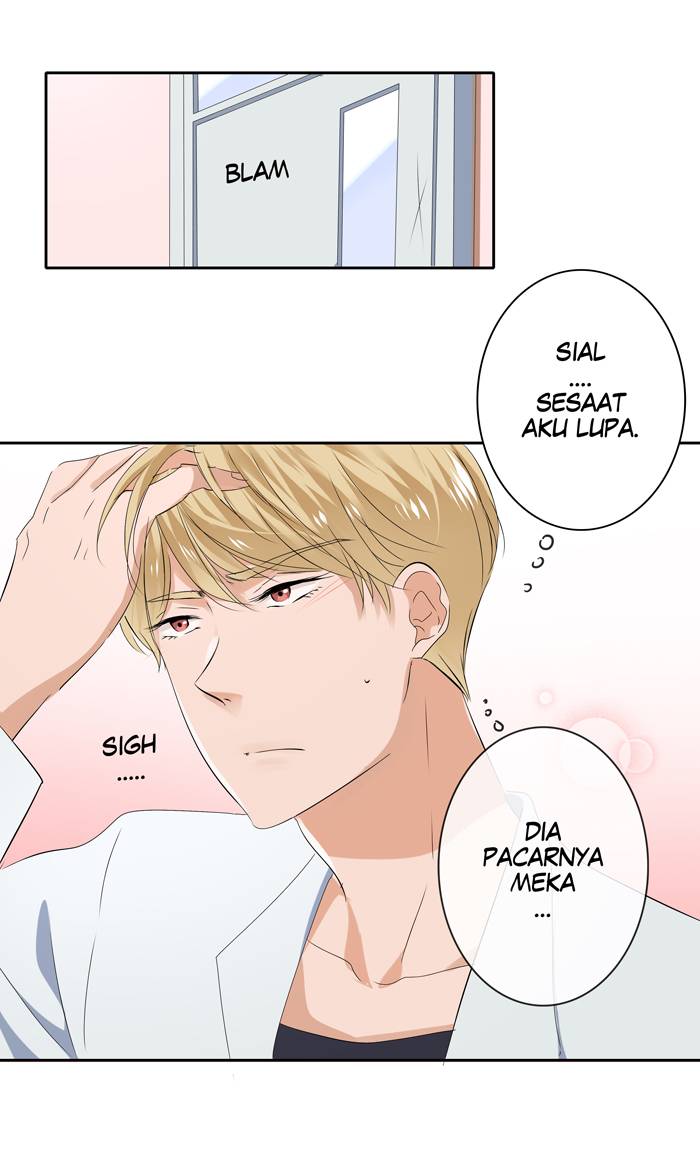 BLAM
SIAL
....
SESAAT
AKU LUPA.
SIGH
.....
DIA
PACARNYA
MEKA
...